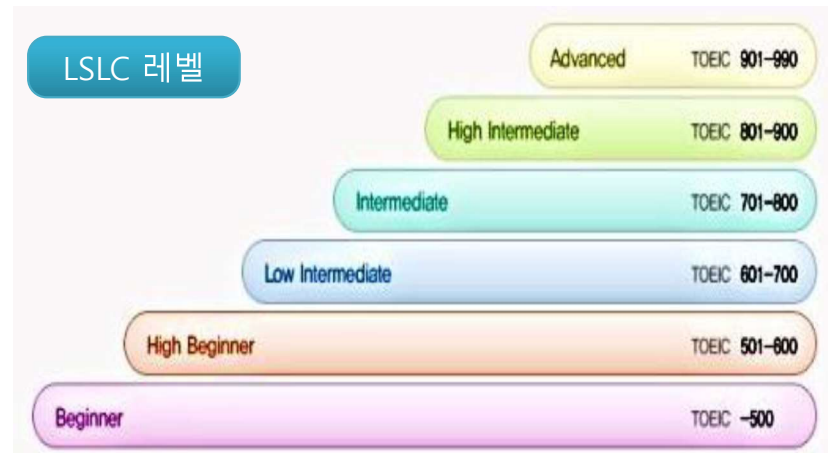 LSLC 레벨
Advanced TOEIC 901-990
High Intermediate TOEIC 801-900
Intermediate TOEIC 701-800
Low Intermediate TOEIC 601-700
High Beginner TOEIC 501-600
Beginner TOEIC -500